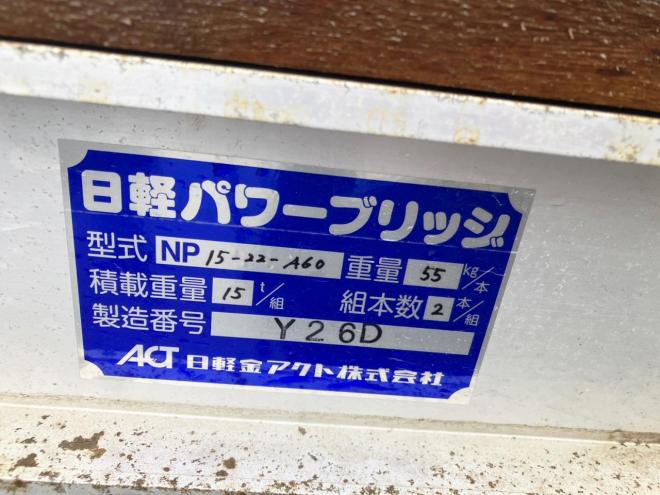 日軽パワーブリッジ
型式 NP 15-22-A60 重量 55 kg/本
積載重量 15 t/組 組本数 2 本/組
製造番号 Y26D
ACT 日軽金アクト株式会社